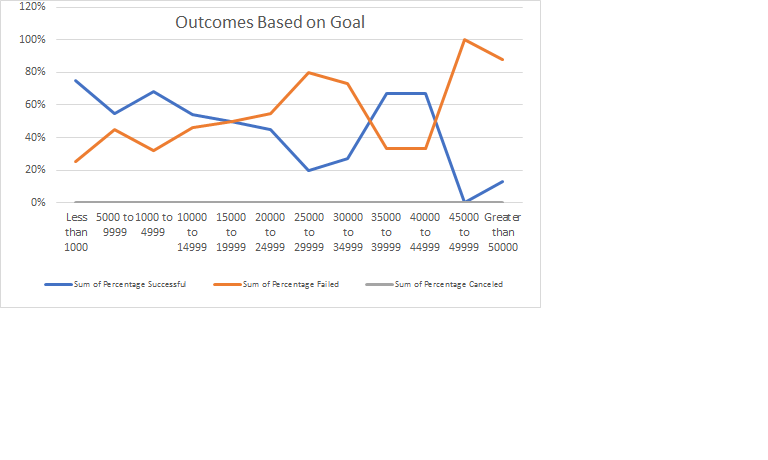 120%
Outcomes Based on Goal
100%
80%
60%
40%
20%
0%
Less than 1000
5000 to 9999
1000 to 4999
10000 to 14999
15000 to 19999
20000 to 24999
25000 to 29999
30000 to 34999
35000 to 39999
40000 to 44999
45000 to 49999
Greater than 50000
Sum of Percentage Successful
Sum of Percentage Failed
Sum of Percentage Canceled